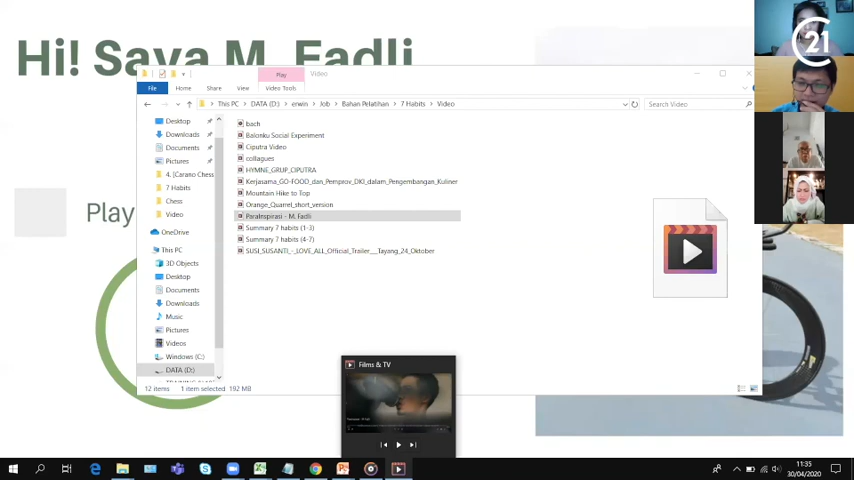 Hi! Saya M. Fadli
Play
Video
File
Home
Share
View
Play
Video Tools
This PC
DATA (D:)
erwin
Job
Bahan Pelatihan
7 Habits
Video
Search Video
Desktop
Downloads
Documents
Pictures
4. [Carano Chess
7 Habits
Chess
Video
OneDrive
This PC
3D Objects
Desktop
Documents
Downloads
Music
Pictures
Videos
Windows (C:)
DATA (D:)
bach
Balonku Social Experiment
Ciputra Video
collagues
HYMNE_GRUP_CIPUTRA
Kerjasama_GO-FOOD_dan_Pemprov_DKI_dalam_Pengembangan_Kuliner
Mountain Hike to Top
Orange_Quarrel_short_version
ParaInspirasi - M. Fadli
Summary 7 habits (1-3)
Summary 7 habits (4-7)
SUSI_SUSANTI_-_LOVE_ALL_Official_Trailer__Tayang_24_Oktober
12 items
1 item selected
192 MB
Films & TV
C21
11:35
30/04/2020